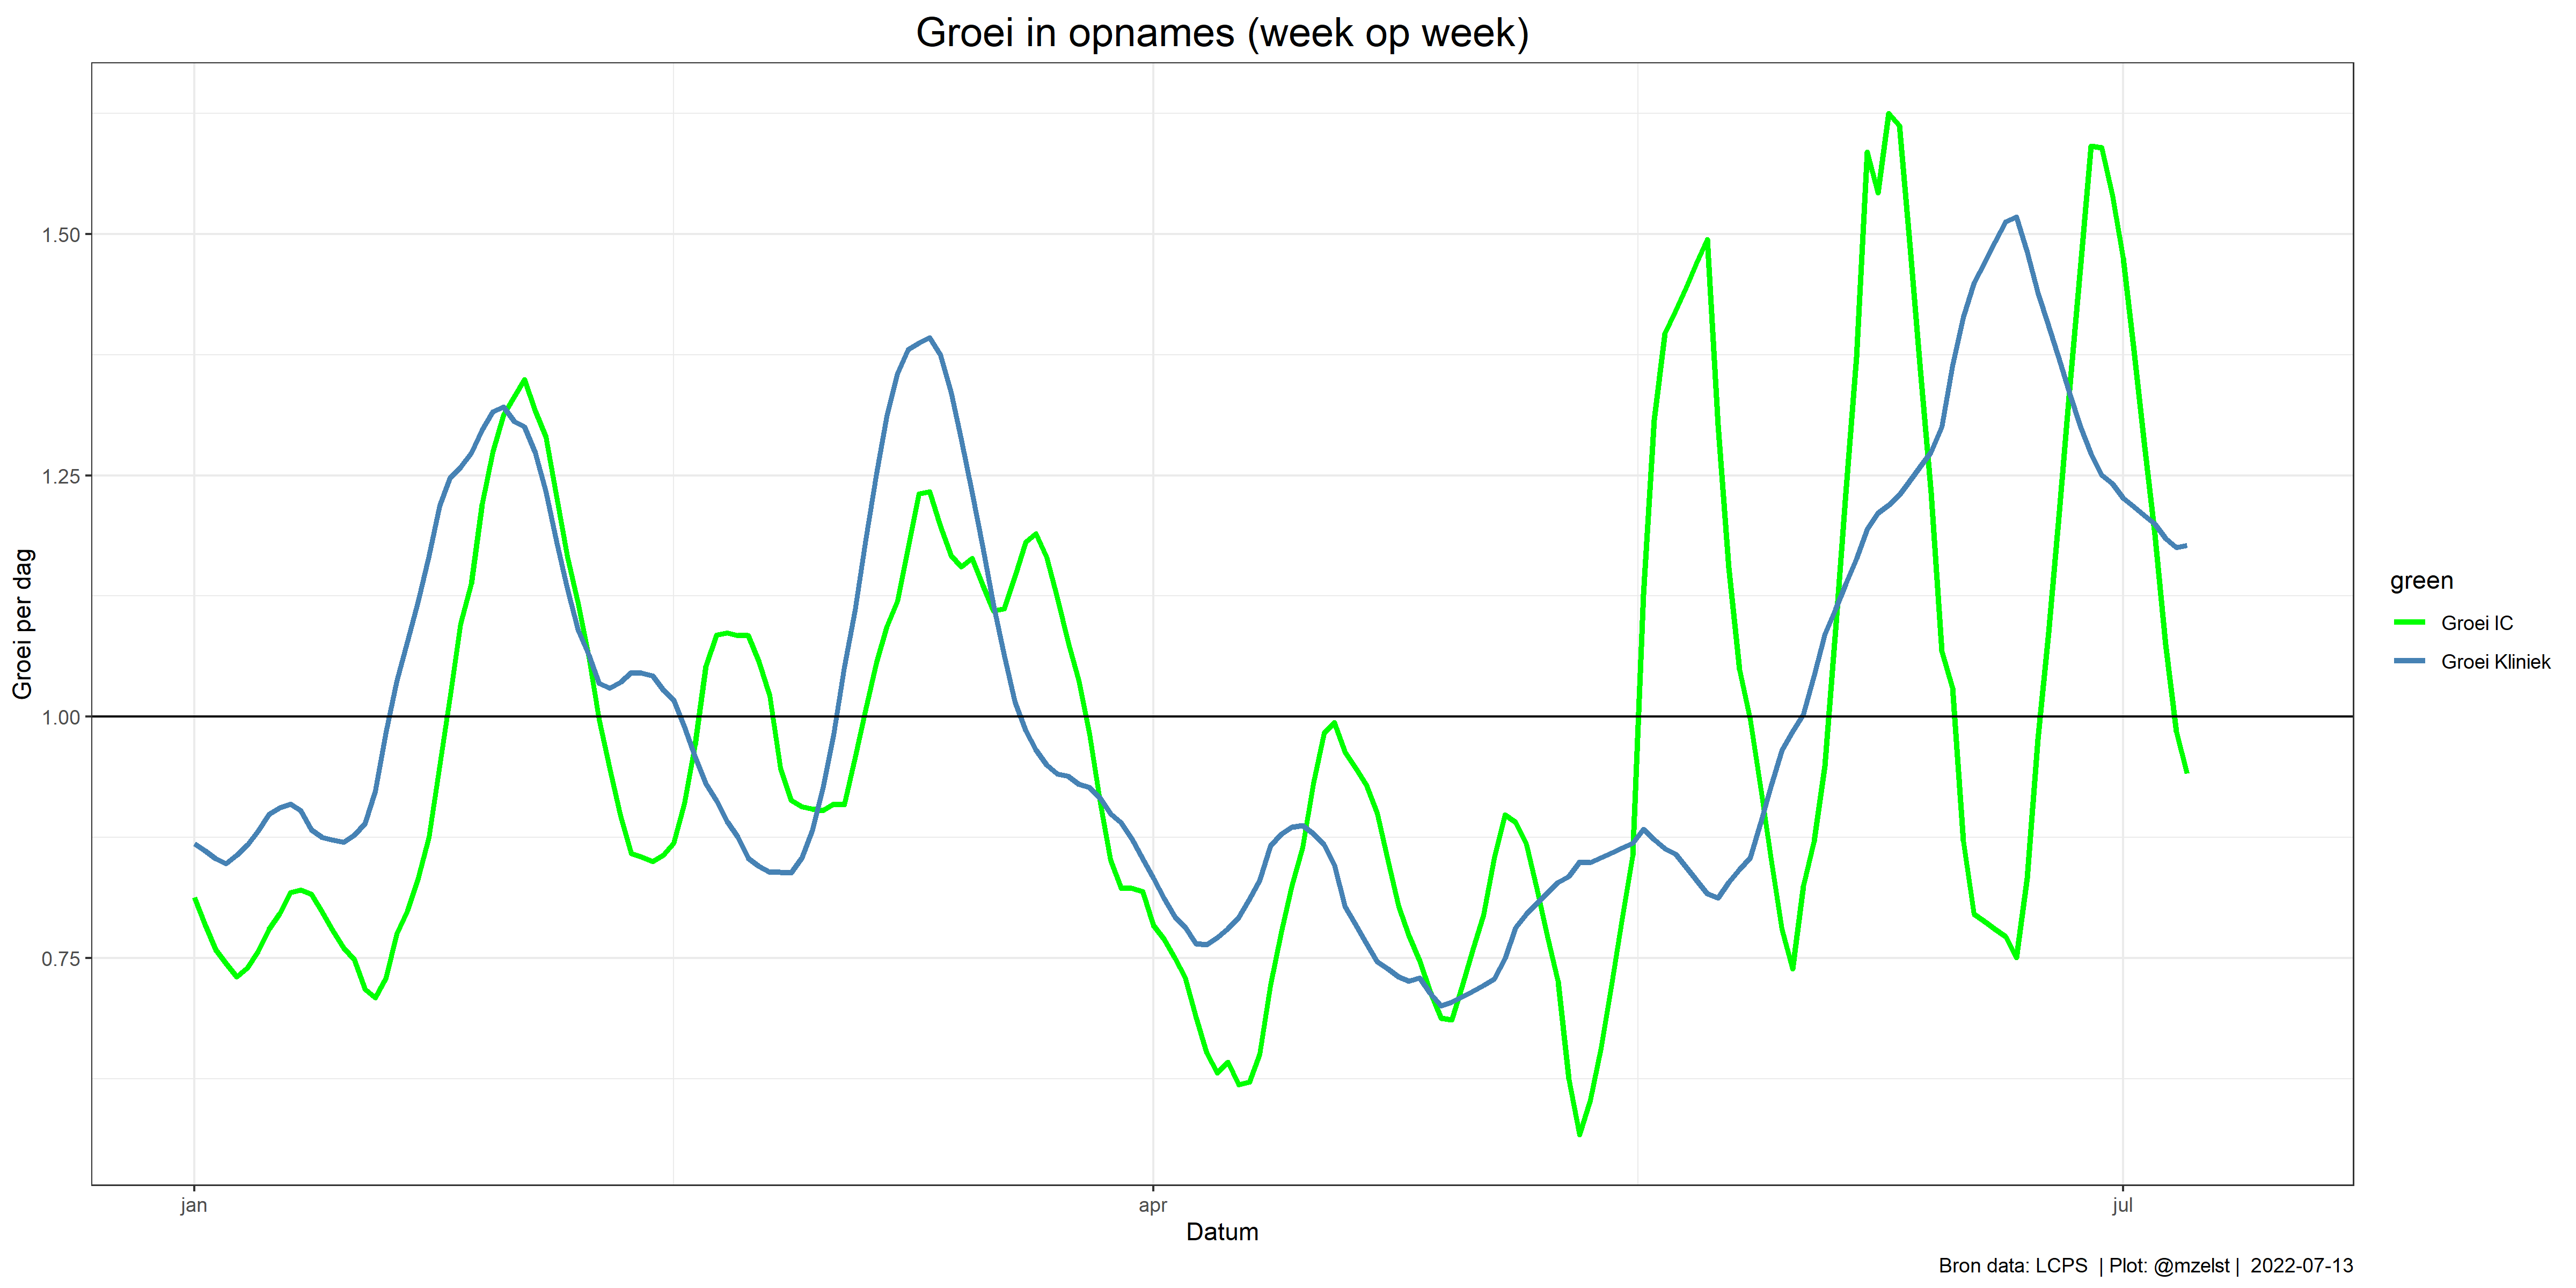 Groei in opnames (week op week)
Groei per dag
1.50
1.25
1.00
0.75
jan
apr
jul
Datum
green
Groei IC
Groei Kliniek
Bron data: LCPS | Plot: @mzelst | 2022-07-13